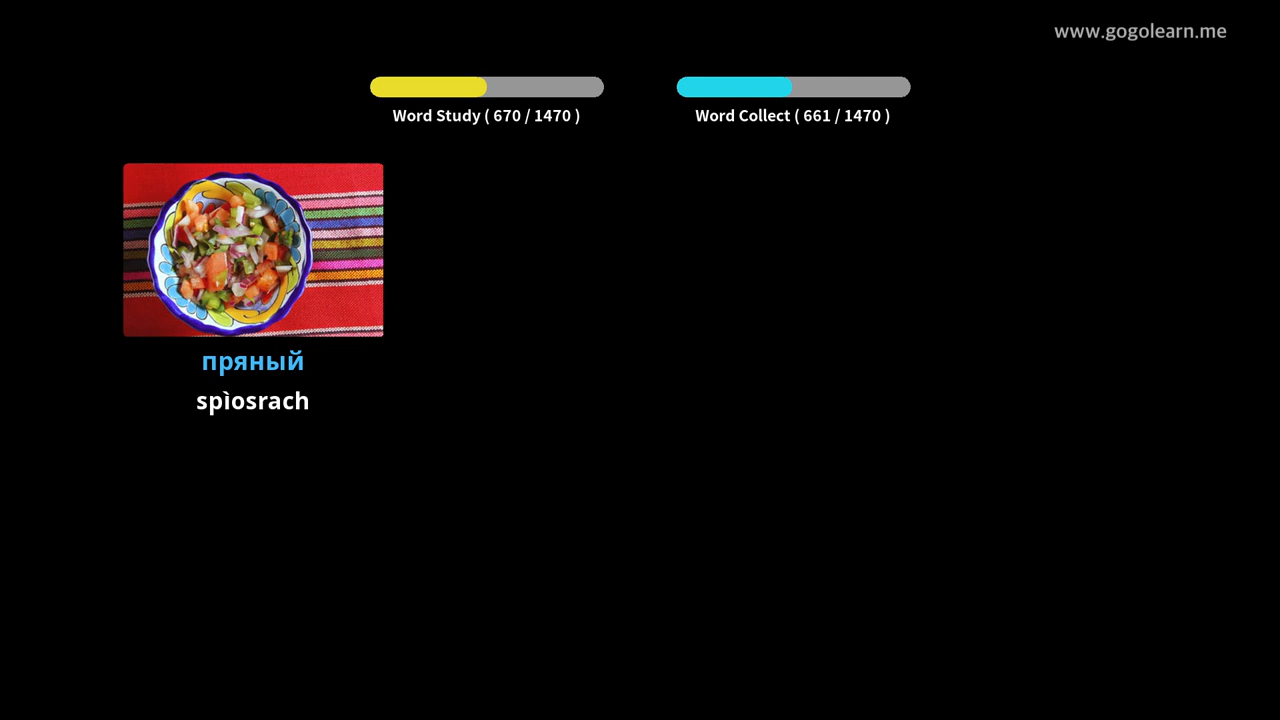 www.gogolearn.me
Word Study ( 670 / 1470 )
Word Collect ( 661 / 1470 )
пряный
spìosrach